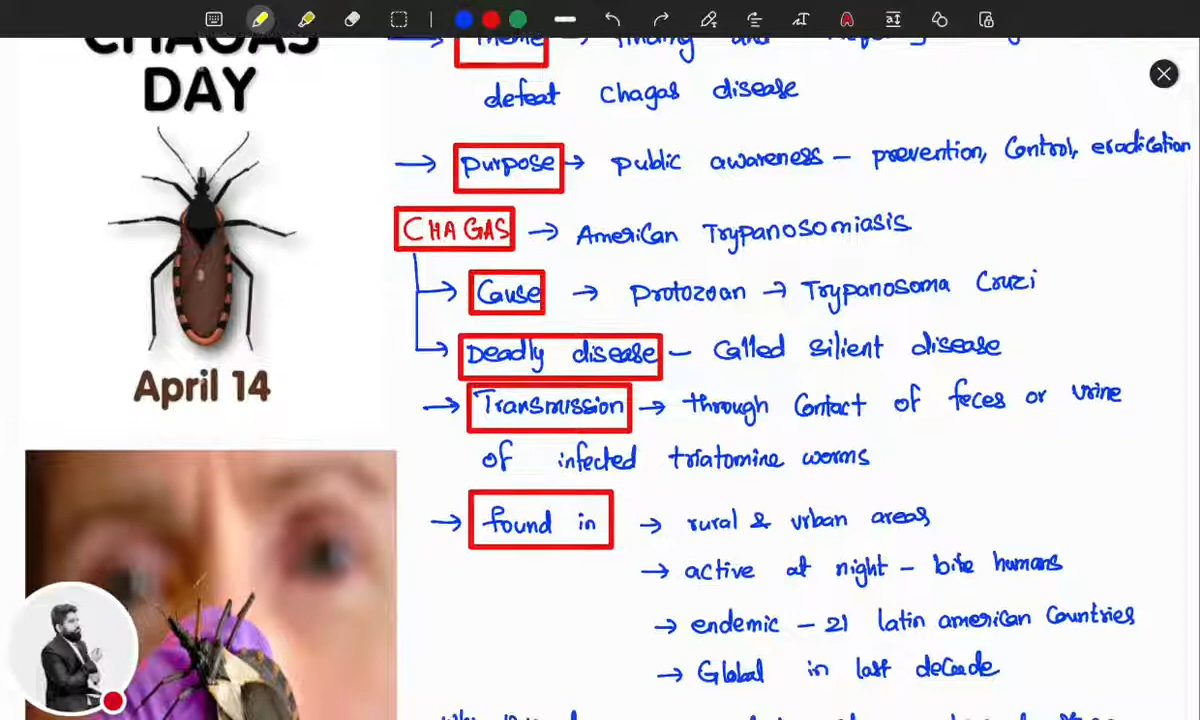 CHAGAS
DAY
April 14
→ Theme →
defeat chagas disease
→ Purpose → public awareness – prevention, Control, eradication
CHAGAS → American Trypanosomiasis
→ Cause → protozoan → Trypanosoma Cruzi
→ Deadly disease – Called silient disease
→ Transmission → through Contact of feces or urine
of infected triatomine worms
→ found in → rural & urban areas
→ active at night – bite humans
→ endemic – 21 latin american Countries
→ Global in last decade